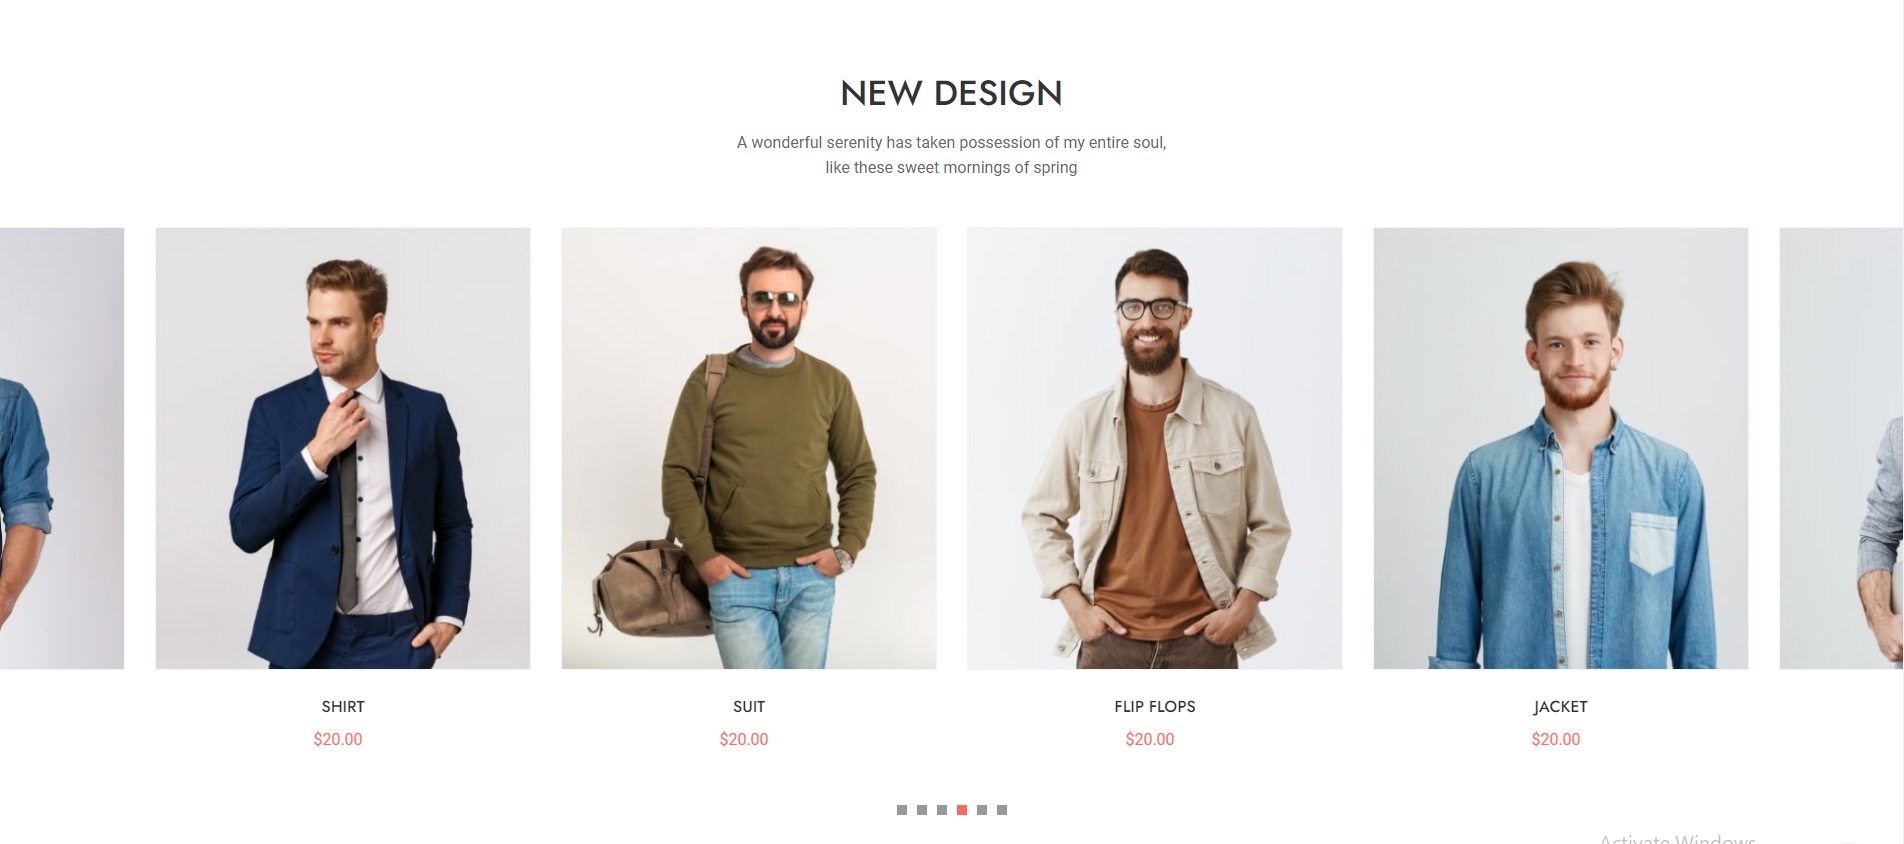 NEW DESIGN
A wonderful serenity has taken possession of my entire soul,
like these sweet mornings of spring
SHIRT
SUIT
FLIP FLOPS
JACKET
$20.00
$20.00
$20.00
$20.00
Activate Windows